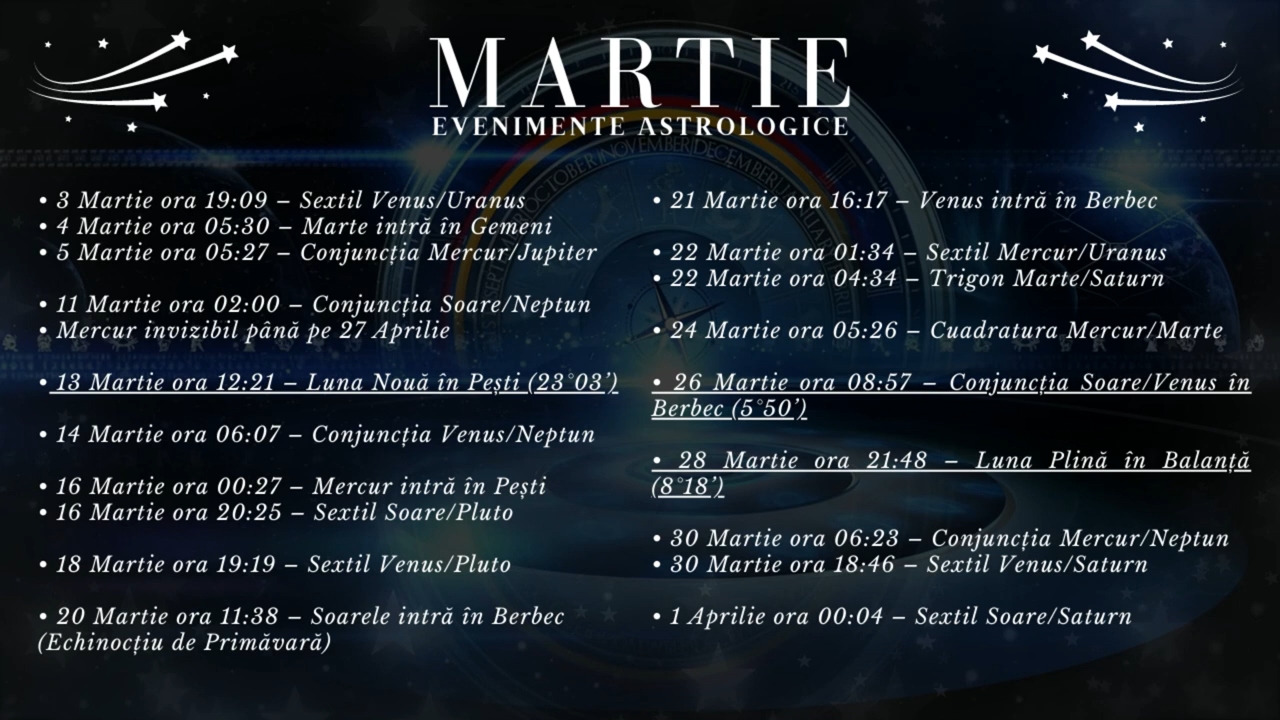 MARTIE
EVENIMENTE ASTROLOGICE
• 3 Martie ora 19:09 – Sextil Venus/Uranus
• 4 Martie ora 05:30 – Marte intră în Gemeni
• 5 Martie ora 05:27 – Conjuncția Mercur/Jupiter
• 11 Martie ora 02:00 – Conjuncția Soare/Neptun
• Mercur invizibil până pe 27 Aprilie
• 13 Martie ora 12:21 – Luna Nouă în Pești (23°03’)
• 14 Martie ora 06:07 – Conjuncția Venus/Neptun
• 16 Martie ora 00:27 – Mercur intră în Pești
• 16 Martie ora 20:25 – Sextil Soare/Pluto
• 18 Martie ora 19:19 – Sextil Venus/Pluto
• 20 Martie ora 11:38 – Soarele intră în Berbec
(Echinocțiu de Primăvară)
• 21 Martie ora 16:17 – Venus intră în Berbec
• 22 Martie ora 01:34 – Sextil Mercur/Uranus
• 22 Martie ora 04:34 – Trigon Marte/Saturn
• 24 Martie ora 05:26 – Cuadratura Mercur/Marte
• 26 Martie ora 08:57 – Conjuncția Soare/Venus în
Berbec (5°50’)
• 28 Martie ora 21:48 – Luna Plină în Balanță
(8°18’)
• 30 Martie ora 06:23 – Conjuncția Mercur/Neptun
• 30 Martie ora 18:46 – Sextil Venus/Saturn
• 1 Aprilie ora 00:04 – Sextil Soare/Saturn
OCTOBER NOVEMBER DECEMBER